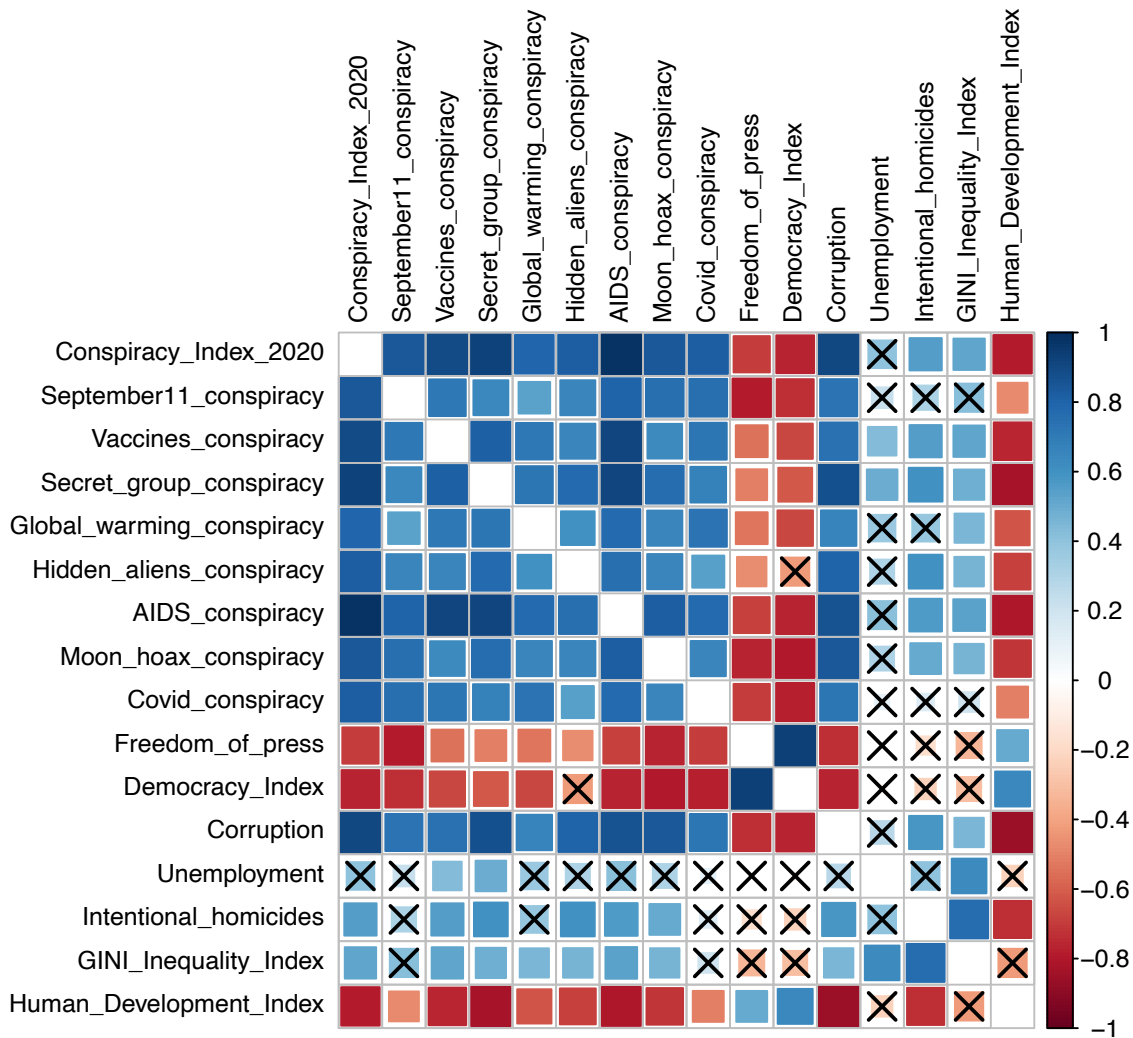 Conspiracy_Index_2020
September11_conspiracy
Vaccines_conspiracy
Secret_group_conspiracy
Global_warming_conspiracy
Hidden_aliens_conspiracy
AIDS_conspiracy
Moon_hoax_conspiracy
Covid_conspiracy
Freedom_of_press
Democracy_Index
Corruption
Unemployment
Intentional_homicides
GINI_Inequality_Index
Human_Development_Index
Conspiracy_Index_2020
September11_conspiracy
Vaccines_conspiracy
Secret_group_conspiracy
Global_warming_conspiracy
Hidden_aliens_conspiracy
AIDS_conspiracy
Moon_hoax_conspiracy
Covid_conspiracy
Freedom_of_press
Democracy_Index
Corruption
Unemployment
Intentional_homicides
GINI_Inequality_Index
Human_Development_Index
1
0.8
0.6
0.4
0.2
0
−0.2
−0.4
−0.6
−0.8
−1